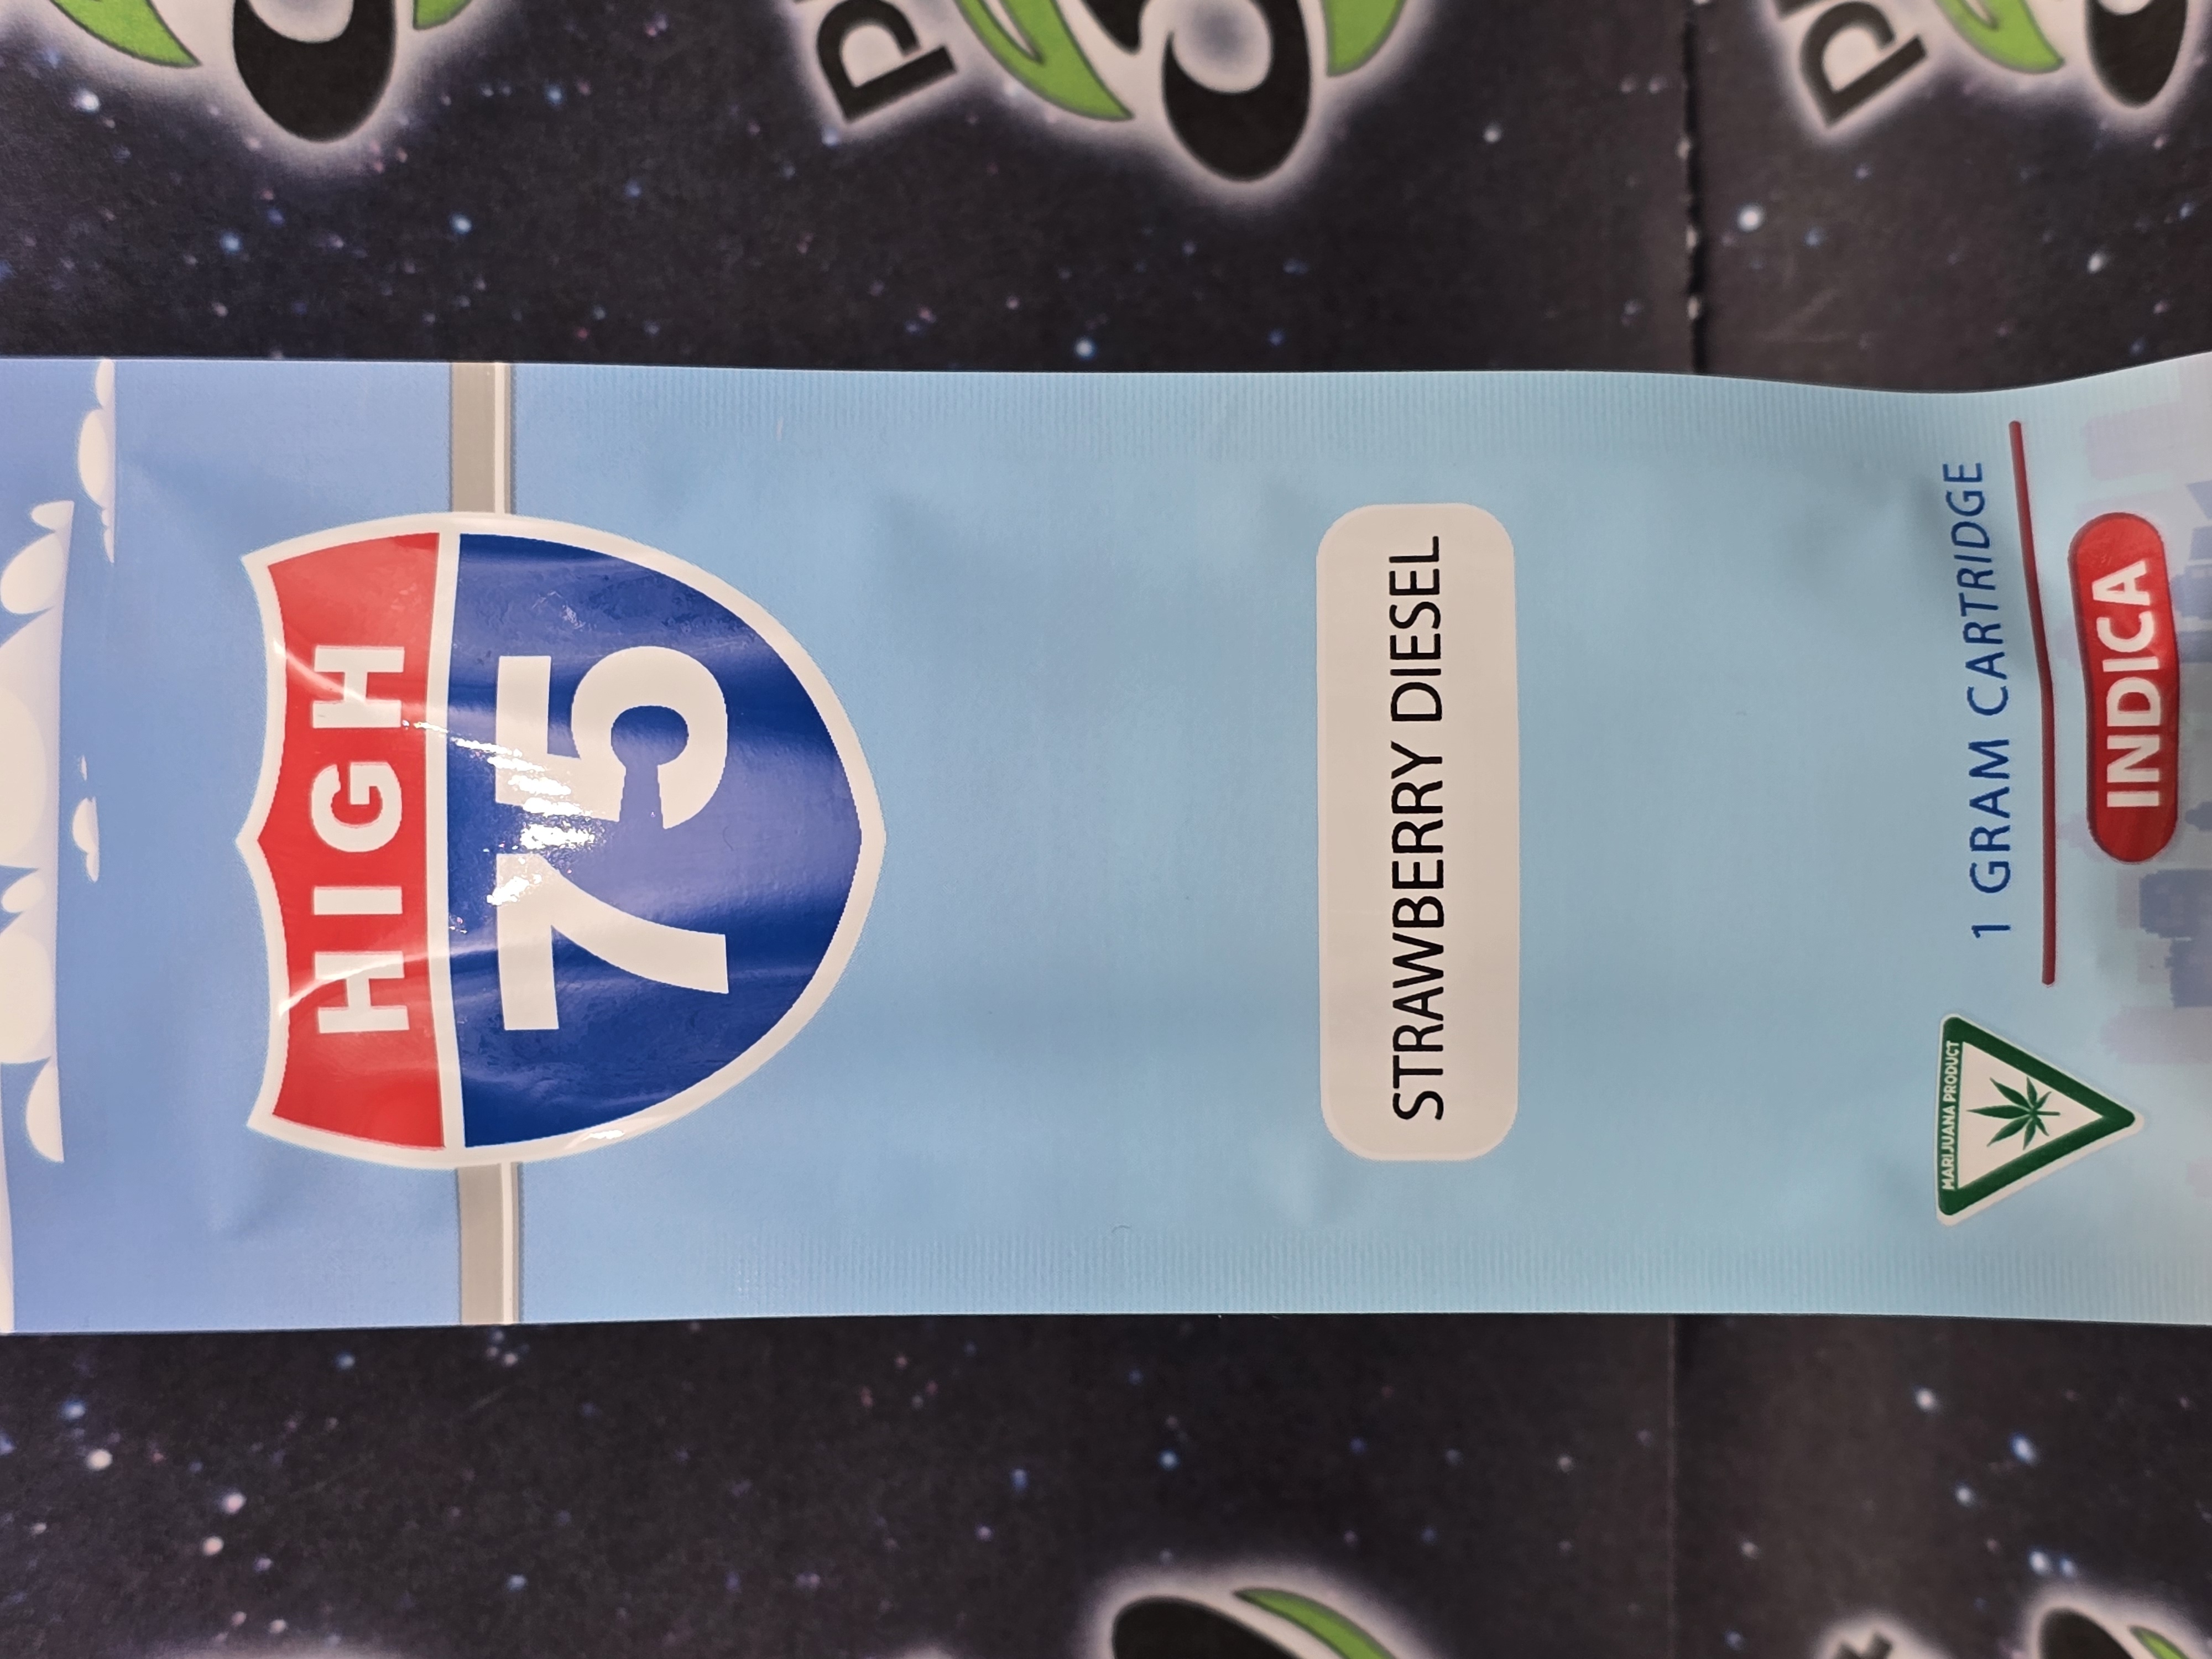 HIGH
75
STRAWBERRY DIESEL
MARIJUANA PRODUCT
1 GRAM CARTRIDGE
INDICA